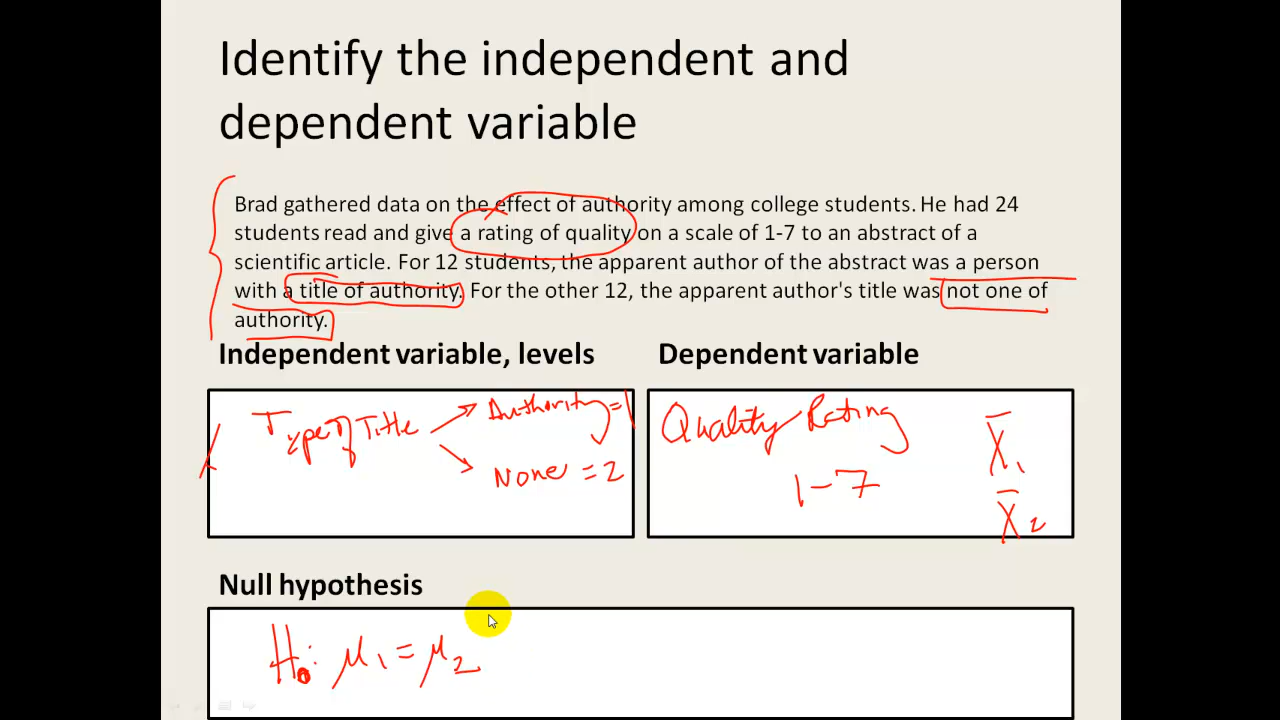 Identify the independent and
dependent variable
Brad gathered data on the effect of authority among college students. He had 24
students read and give a rating of quality on a scale of 1-7 to an abstract of a
scientific article. For 12 students, the apparent author of the abstract was a person
with a title of authority. For the other 12, the apparent author's title was not one of
authority.
Independent variable, levels
Dependent variable
Type of Title
Authority = 1
None = 2
Quality Rating
1-7
X̄₁
X̄₂
Null hypothesis
H₀: μ₁ = μ₂